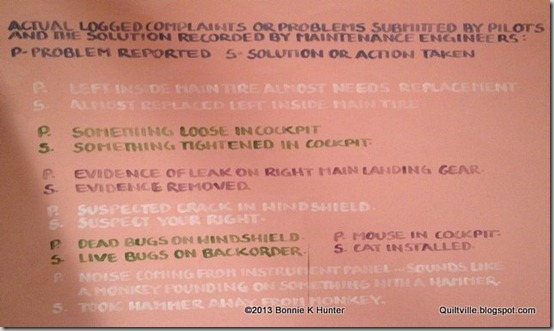 ACTUAL LOGGED COMPLAINTS OR PROBLEMS SUBMITTED BY PILOTS
AND THE SOLUTION RECORDED BY MAINTENANCE ENGINEERS:
P-PROBLEM REPORTED S-SOLUTION OR ACTION TAKEN
P. LEFT INSIDE MAIN TIRE ALMOST NEEDS REPLACEMENT
S. ALMOST REPLACED LEFT INSIDE MAIN TIRE
P. SOMETHING LOOSE IN COCKPIT
S. SOMETHING TIGHTENED IN COCKPIT.
P. EVIDENCE OF LEAK ON RIGHT MAIN LANDING GEAR.
S. EVIDENCE REMOVED.
P. SUSPECTED CRACK IN WINDSHIELD.
S. SUSPECT YOUR RIGHT.
P. DEAD BUGS ON WINDSHIELD. P. MOUSE IN COCKPIT.
S. LIVE BUGS ON BACKORDER. S. CAT INSTALLED.
P. NOISE COMING FROM INSTRUMENT PANEL - SOUNDS LIKE
A MONKEY POUNDING ON SOMETHING WITH A HAMMER
S. TOOK HAMMER AWAY FROM MONKEY.
©2013 Bonnie K Hunter Quiltville.blogspot.com